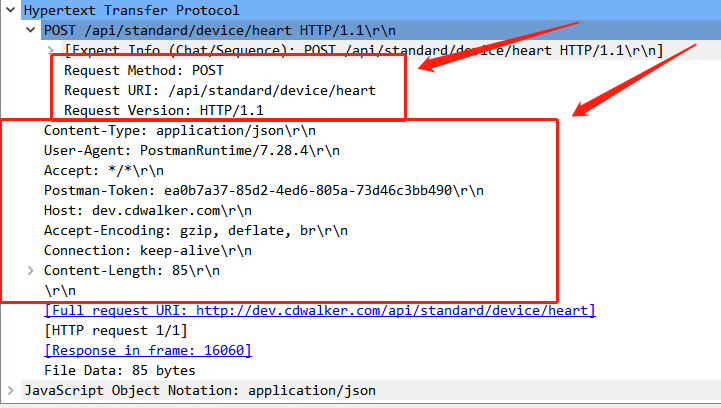 Hypertext Transfer Protocol
POST /api/standard/device/heart HTTP/1.1\r\n
[Expert Info (Chat/Sequence): POST /api/standard/device/heart HTTP/1.1\r\n]
Request Method: POST
Request URI: /api/standard/device/heart
Request Version: HTTP/1.1
Content-Type: application/json\r\n
User-Agent: PostmanRuntime/7.28.4\r\n
Accept: */*\r\n
Postman-Token: ea0b7a37-85d2-4ed6-805a-73d46c3bb490\r\n
Host: dev.cdwalker.com\r\n
Accept-Encoding: gzip, deflate, br\r\n
Connection: keep-alive\r\n
Content-Length: 85\r\n
\r\n
[Full request URI: http://dev.cdwalker.com/api/standard/device/heart]
[HTTP request 1/1]
[Response in frame: 16060]
File Data: 85 bytes
JavaScript Object Notation: application/json